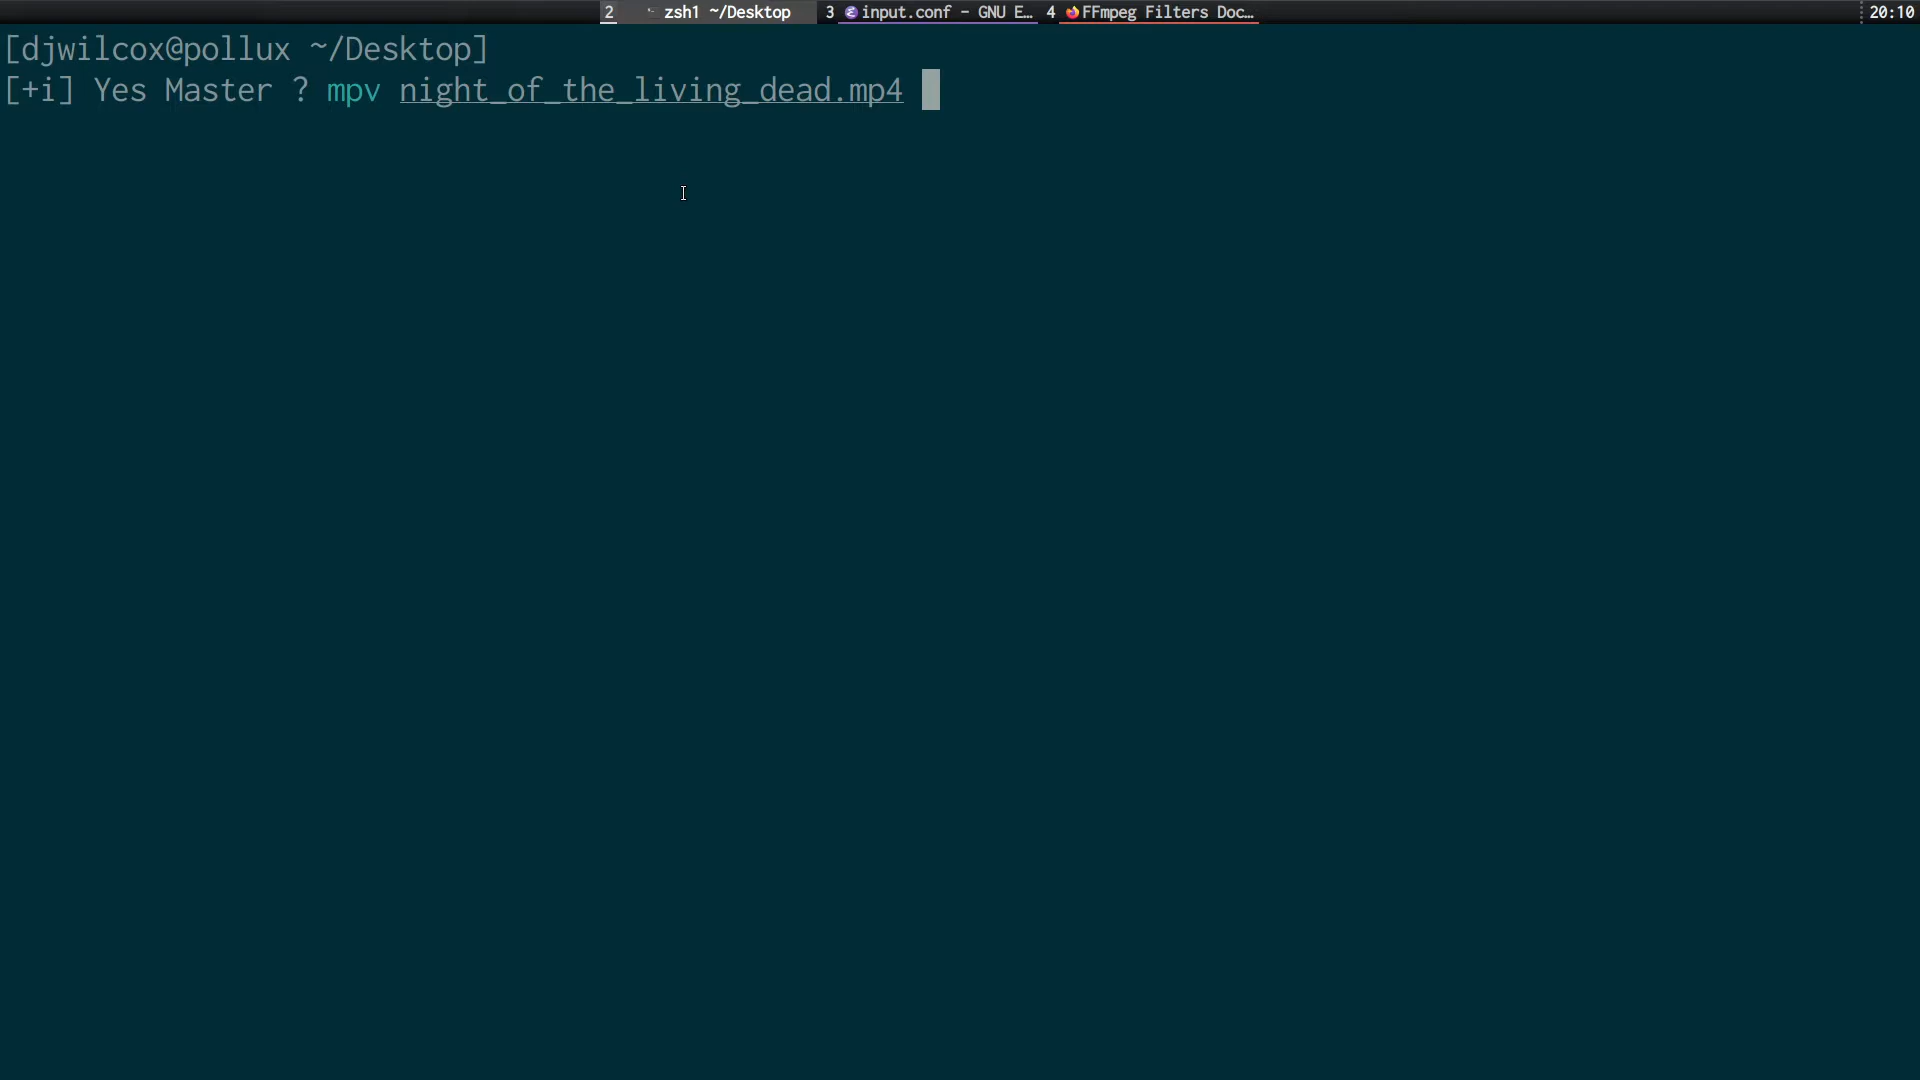 2 zsh1 ~/Desktop 3 input.conf - GNU E… 4 FFmpeg Filters Doc… 20:10
[djwilcox@pollux ~/Desktop]
[+i] Yes Master ? mpv night_of_the_living_dead.mp4